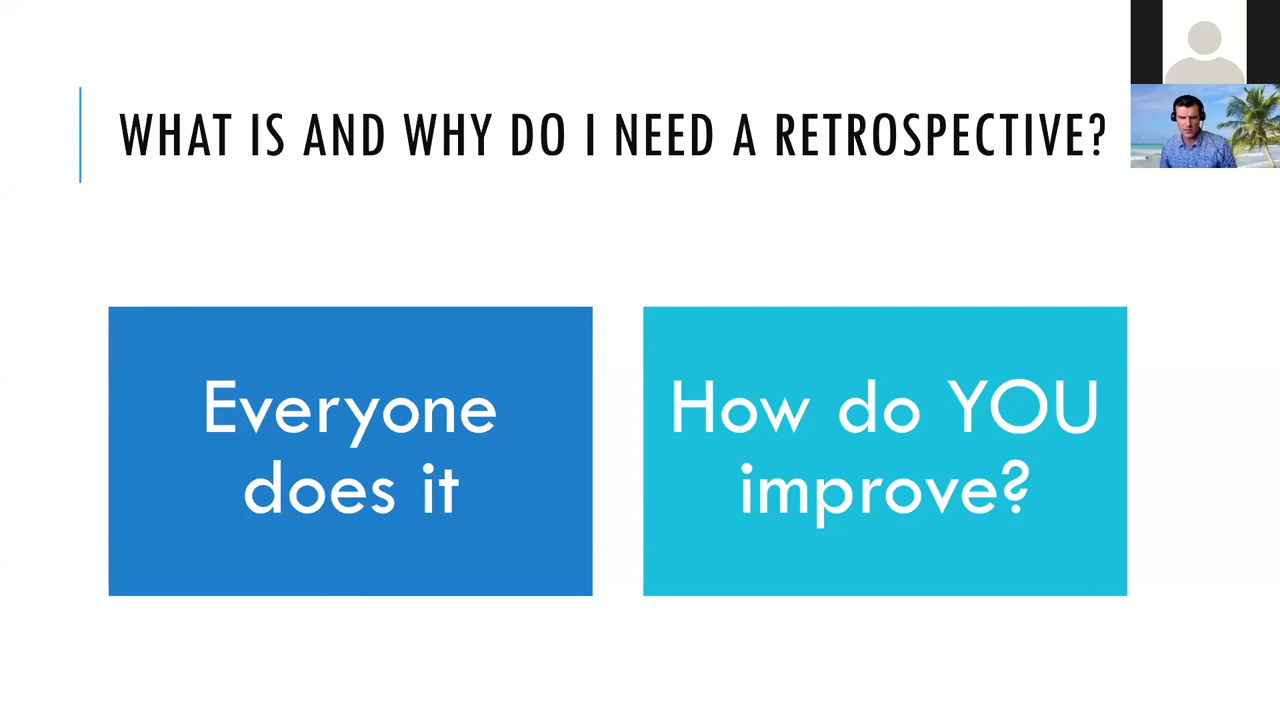 WHAT IS AND WHY DO I NEED A RETROSPECTIVE?
Everyone
does it
How do YOU
improve?